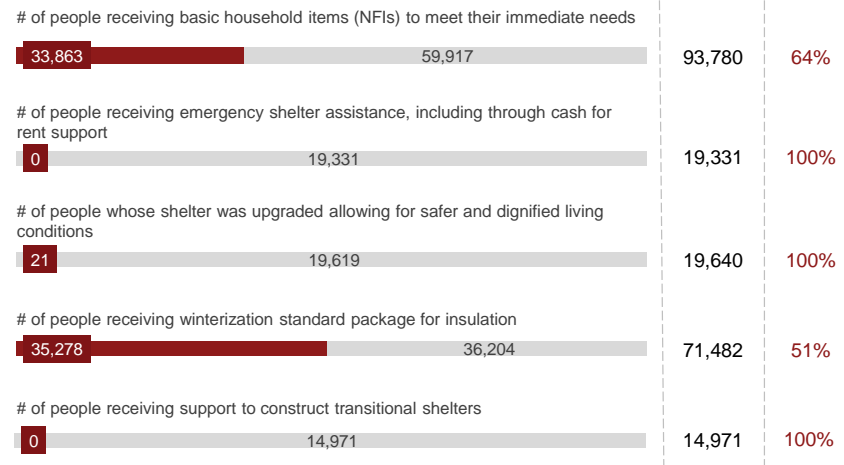 # of people receiving basic household items (NFIs) to meet their immediate needs
33,863 59,917 93,780 64%
# of people receiving emergency shelter assistance, including through cash for
rent support
0 19,331 19,331 100%
# of people whose shelter was upgraded allowing for safer and dignified living
conditions
21 19,619 19,640 100%
# of people receiving winterization standard package for insulation
35,278 36,204 71,482 51%
# of people receiving support to construct transitional shelters
0 14,971 14,971 100%